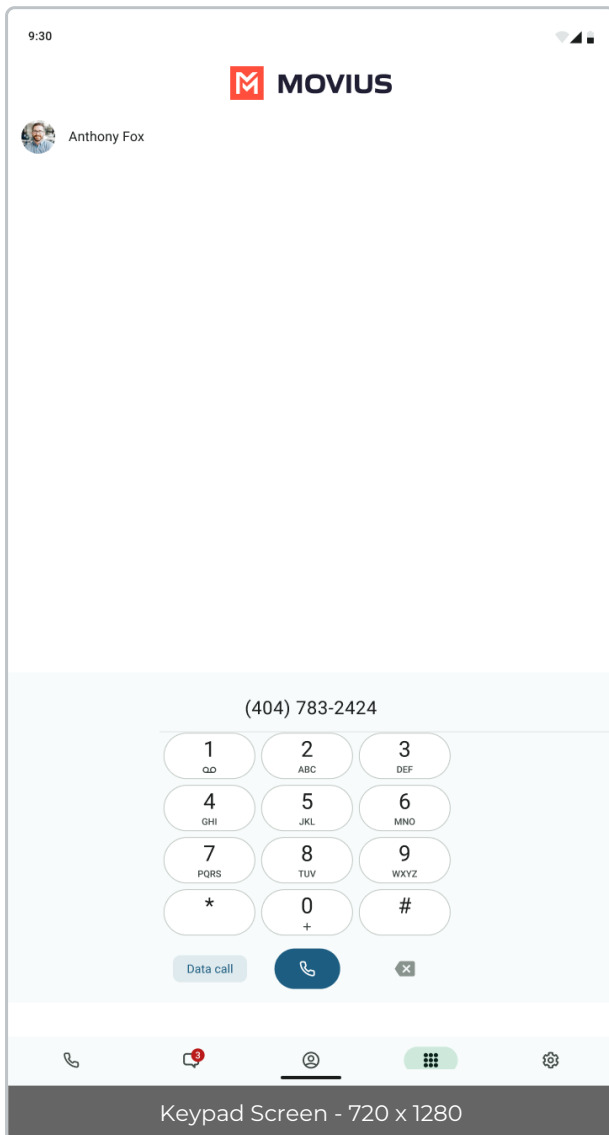 9:30
MOVIUS
Anthony Fox
(404) 783-2424
1 2 3
ABC DEF
4 5 6
GHI JKL MNO
7 8 9
PQRS TUV WXYZ
* 0 #
+
Data call
3
Keypad Screen - 720 x 1280